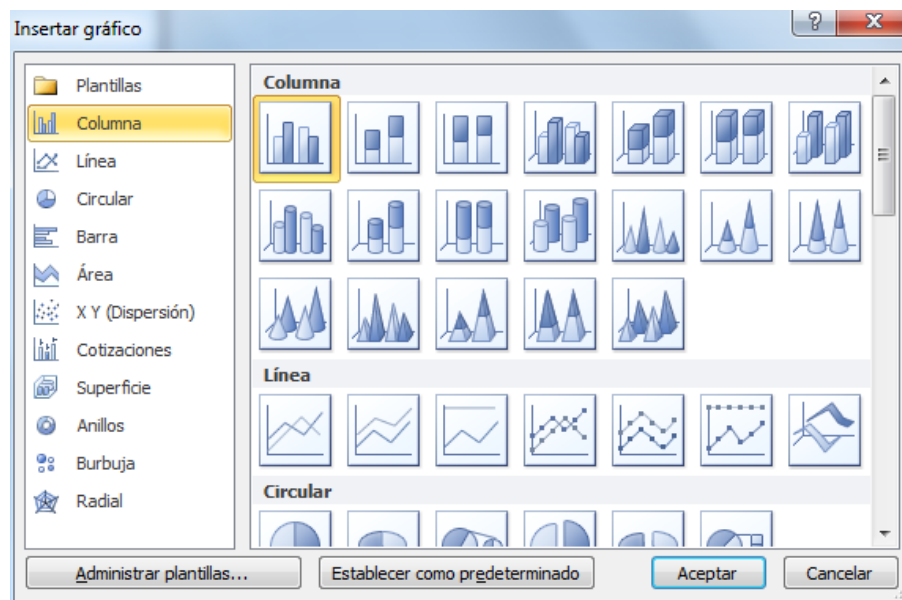 Insertar gráfico
Plantillas
Columna
Línea
Circular
Barra
Área
X Y (Dispersión)
Cotizaciones
Superficie
Anillos
Burbuja
Radial
Columna
Línea
Circular
Administrar plantillas...
Establecer como predeterminado
Aceptar
Cancelar